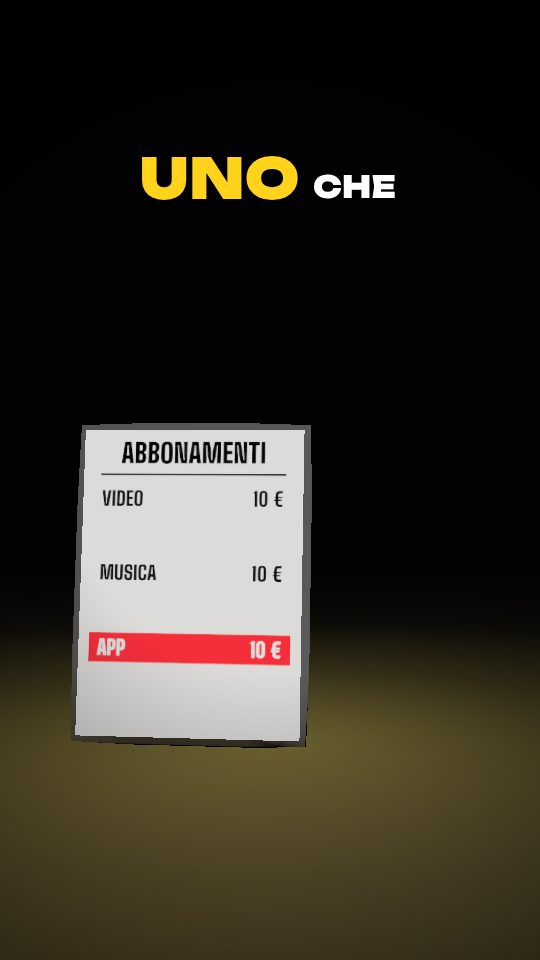 UNO CHE
ABBONAMENTI
VIDEO 10 €
MUSICA 10 €
APP 10 €